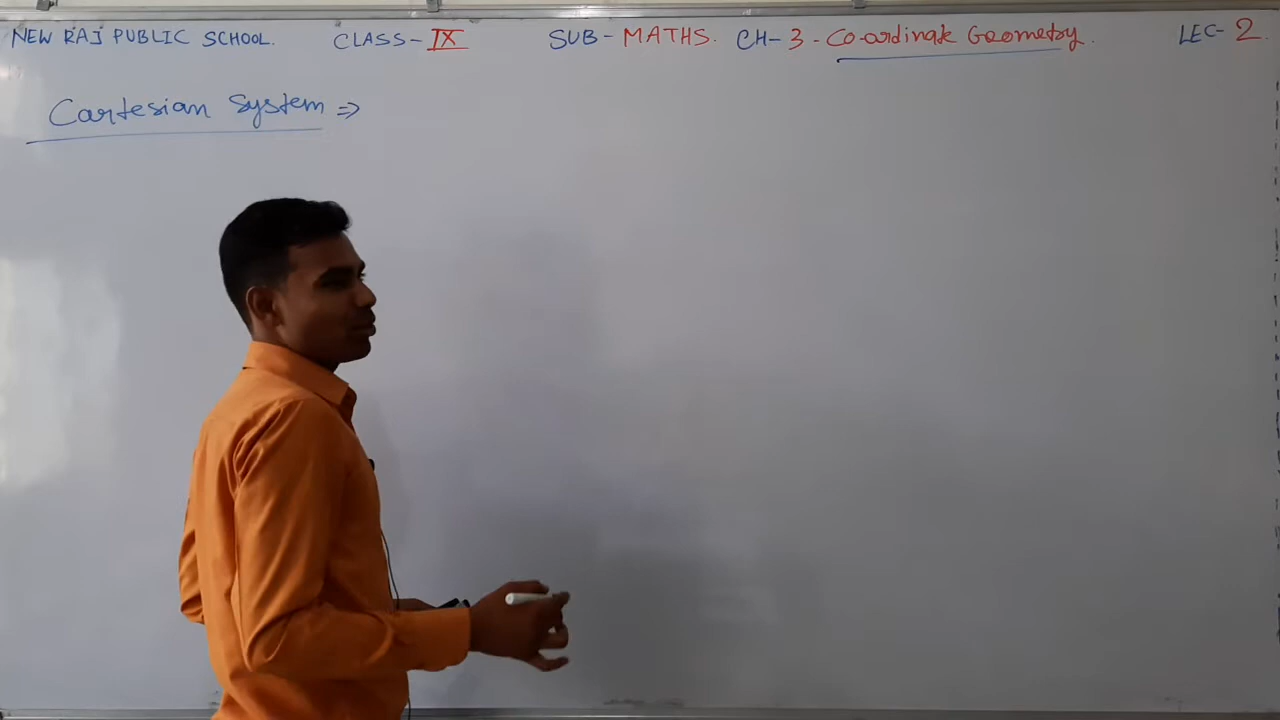 NEW RAJ PUBLIC SCHOOL. CLASS - IX SUB - MATHS. CH - 3 - Co-ordinate Geometry. LEC - 2.
Cartesian System ⇒